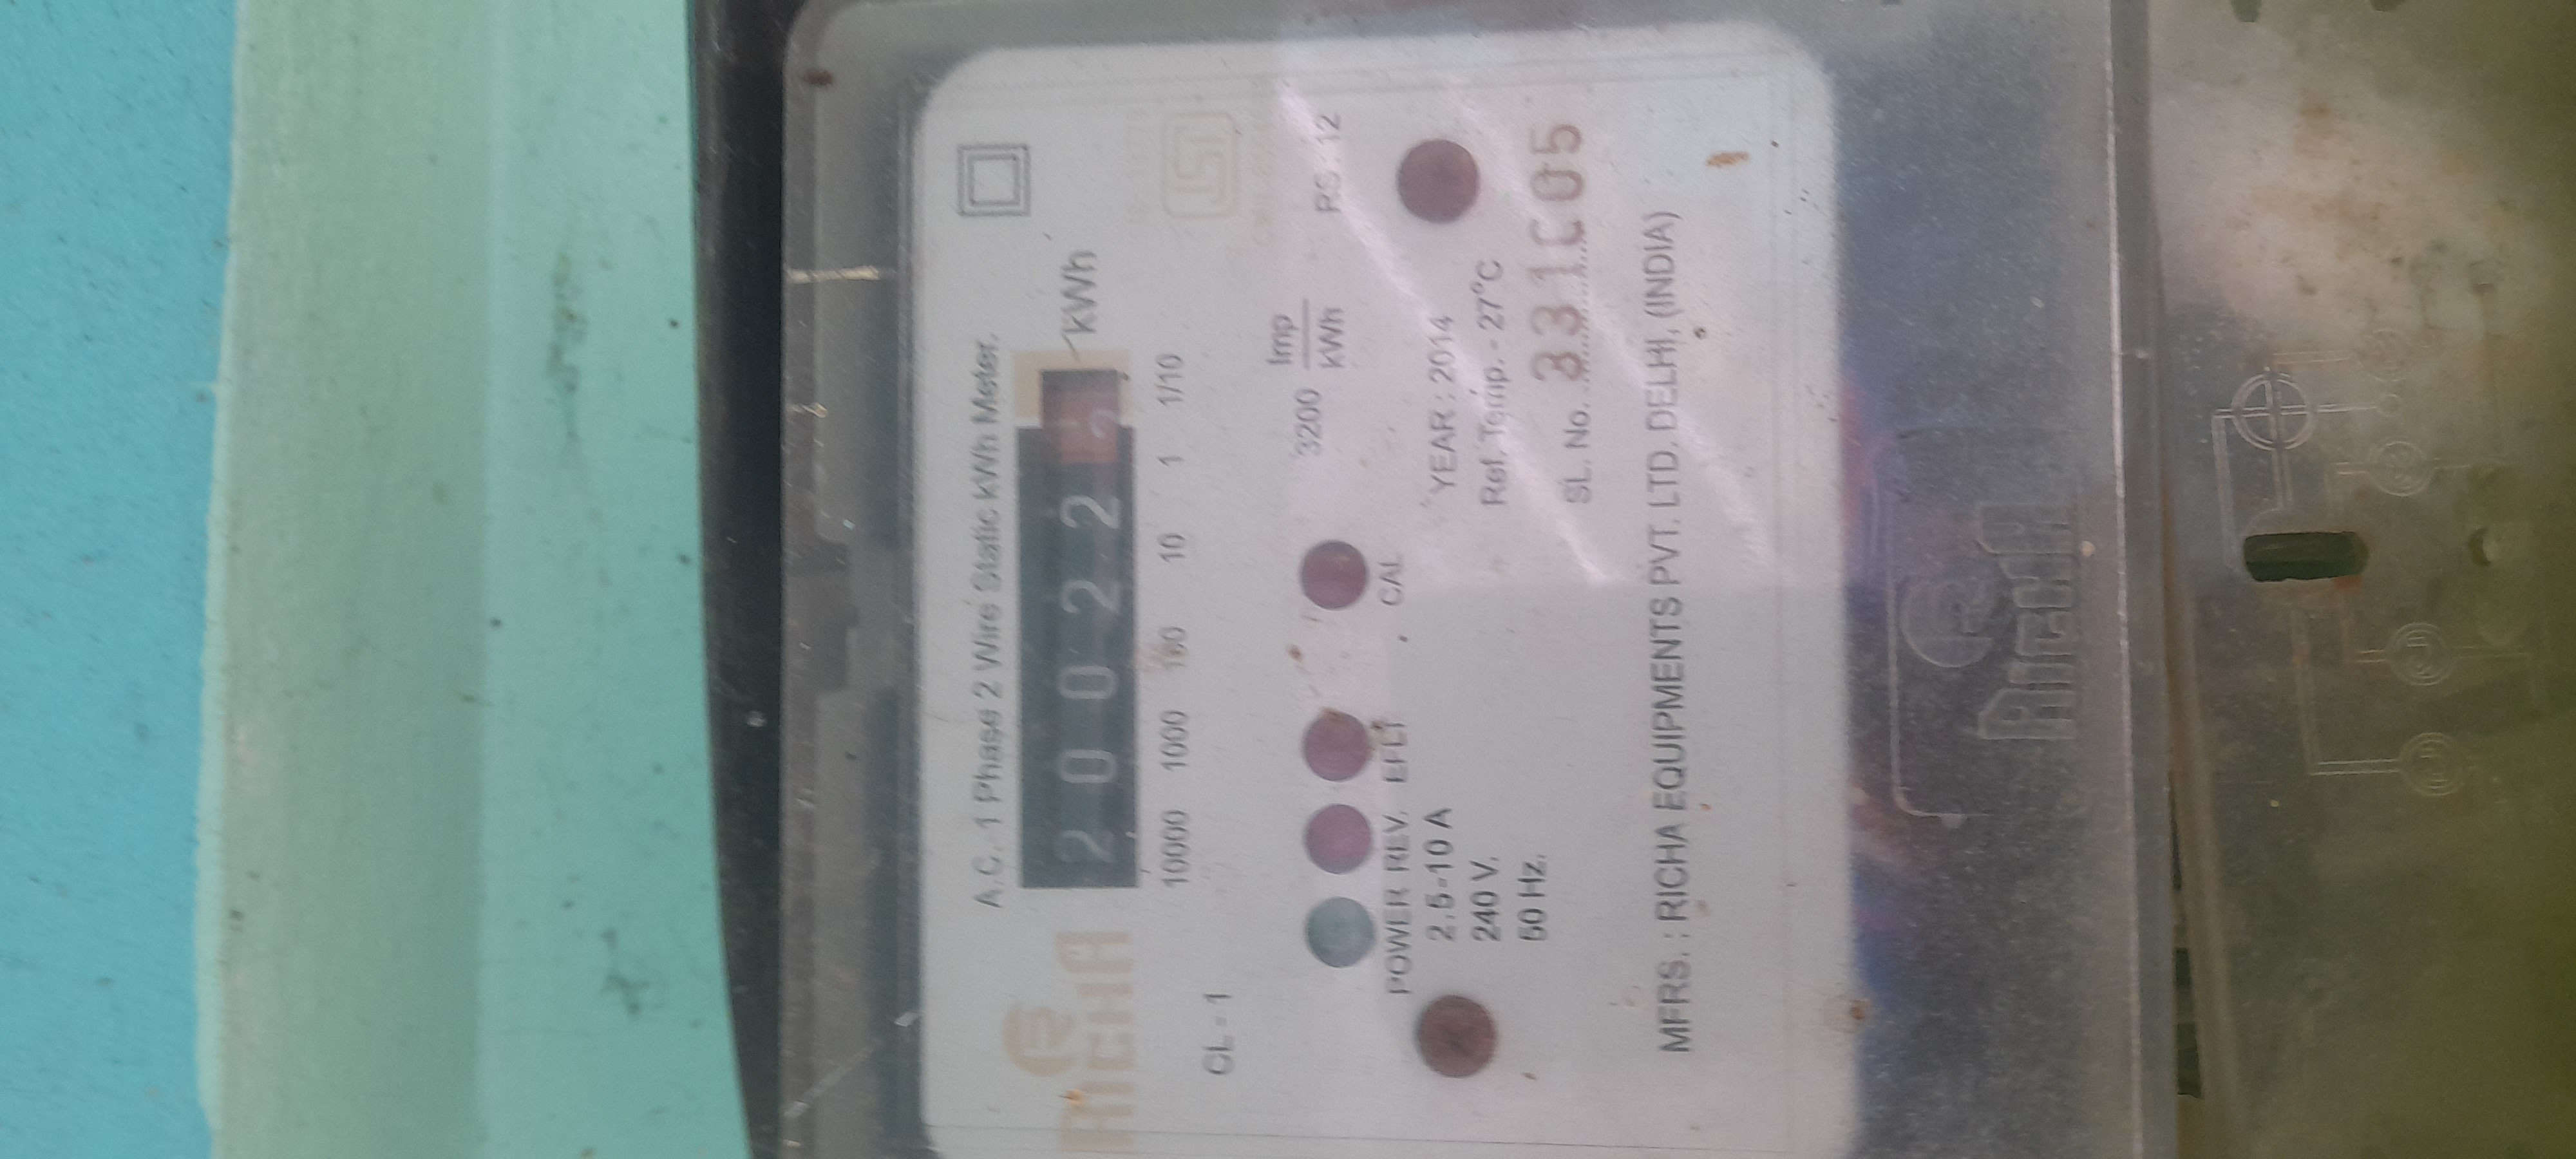 A.C. 1 Phase 2 Wire Static KWh Meter.
RICHA
2 0 0 2 2
KWh
10000 1000 100 10 1 1/10
CL-1
3200 Imp
KWh
RS-12
POWER REV. EFLT CAL
2.5-10 A
240 V.
50 Hz.
YEAR : 2014
Ref. Temp. - 27°C
SL. No.
MFRS. : RICHA EQUIPMENTS PVT. LTD. DELHI, (INDIA)
RICHA